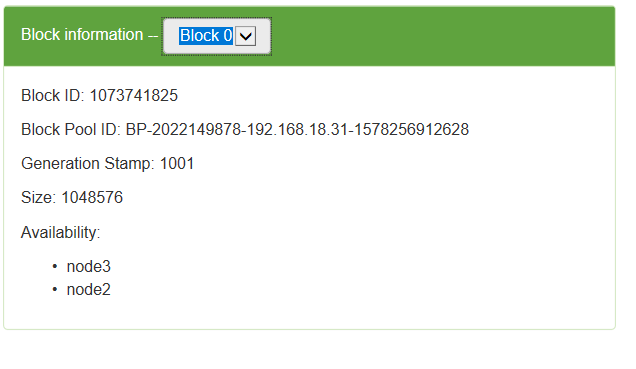 Block information -- Block 0
Block ID: 1073741825
Block Pool ID: BP-2022149878-192.168.18.31-1578256912628
Generation Stamp: 1001
Size: 1048576
Availability:
• node3
• node2